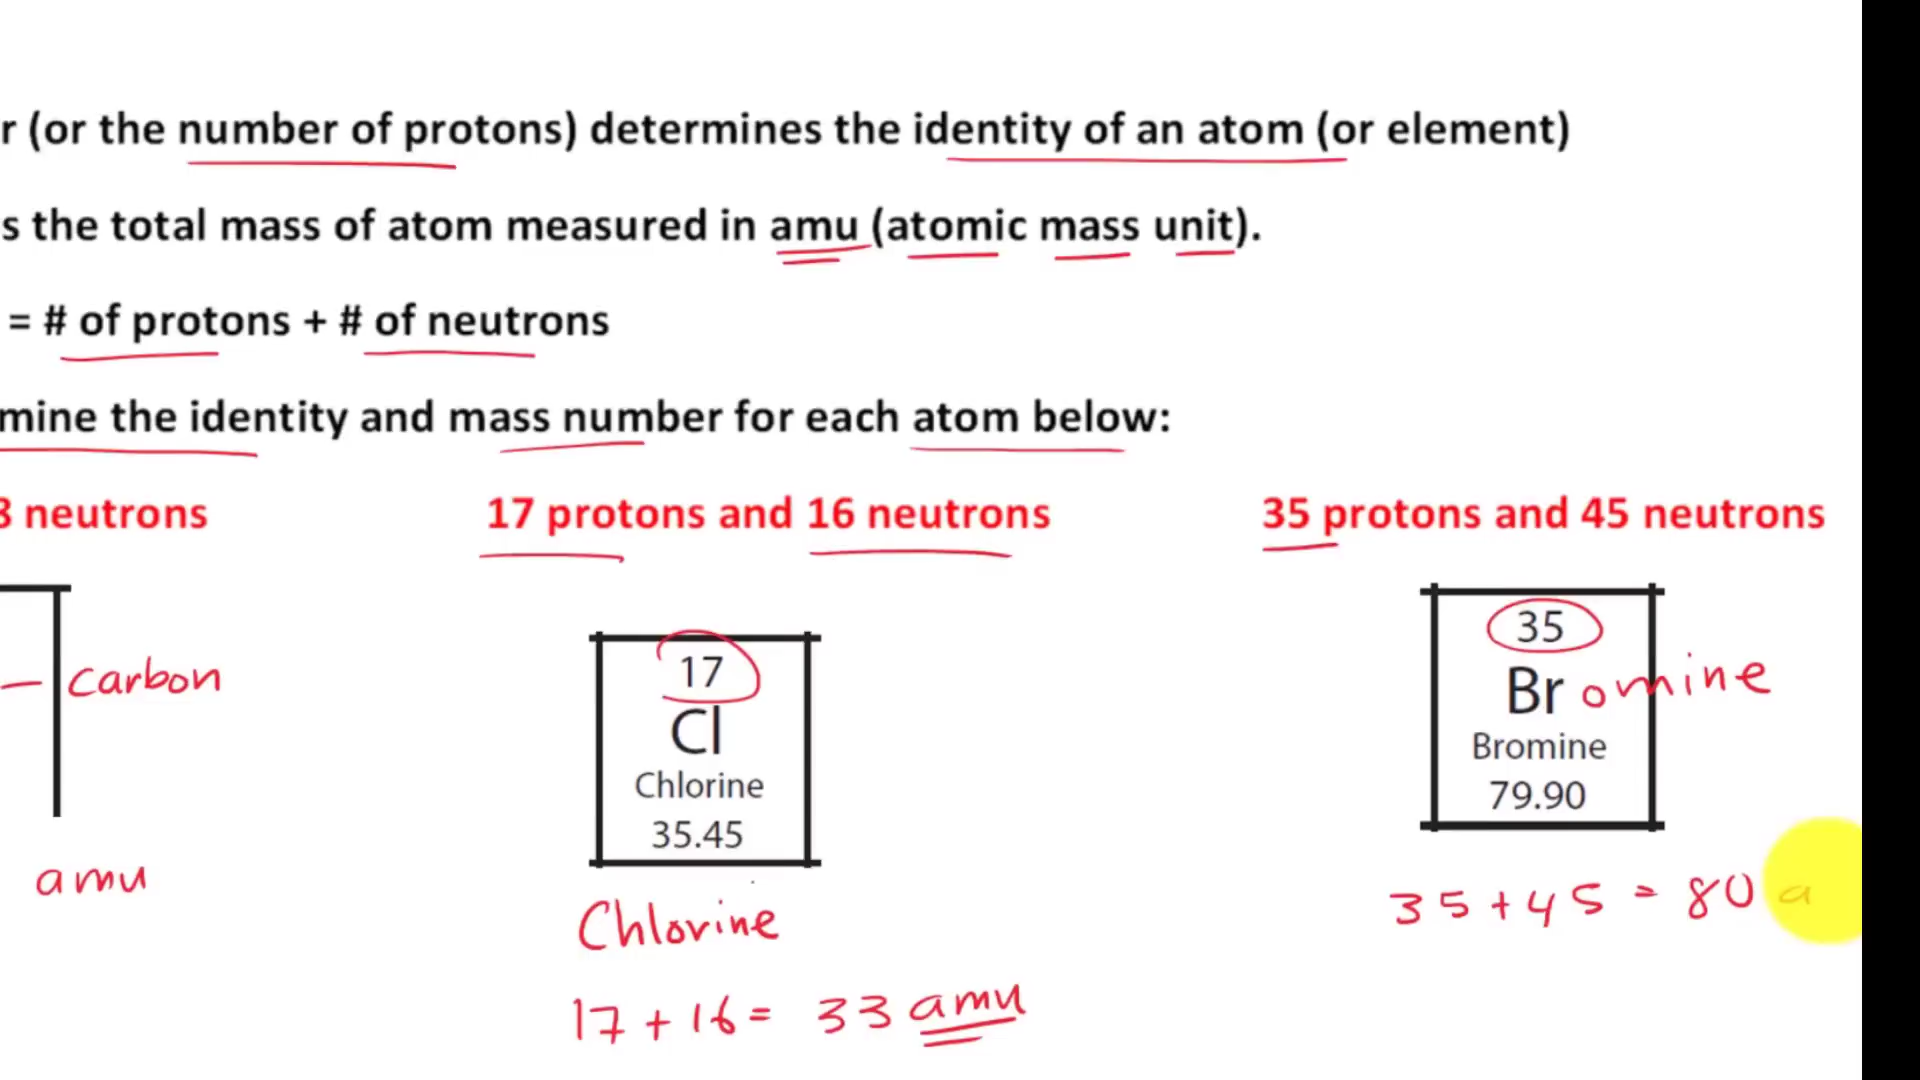 r (or the number of protons) determines the identity of an atom (or element)
s the total mass of atom measured in amu (atomic mass unit).
= # of protons + # of neutrons
mine the identity and mass number for each atom below:
3 neutrons
17 protons and 16 neutrons
35 protons and 45 neutrons
carbon
amu
17
Cl
Chlorine
35.45
Chlorine
17 + 16 = 33 amu
35
Br omine
Bromine
79.90
35 + 45 = 80 a